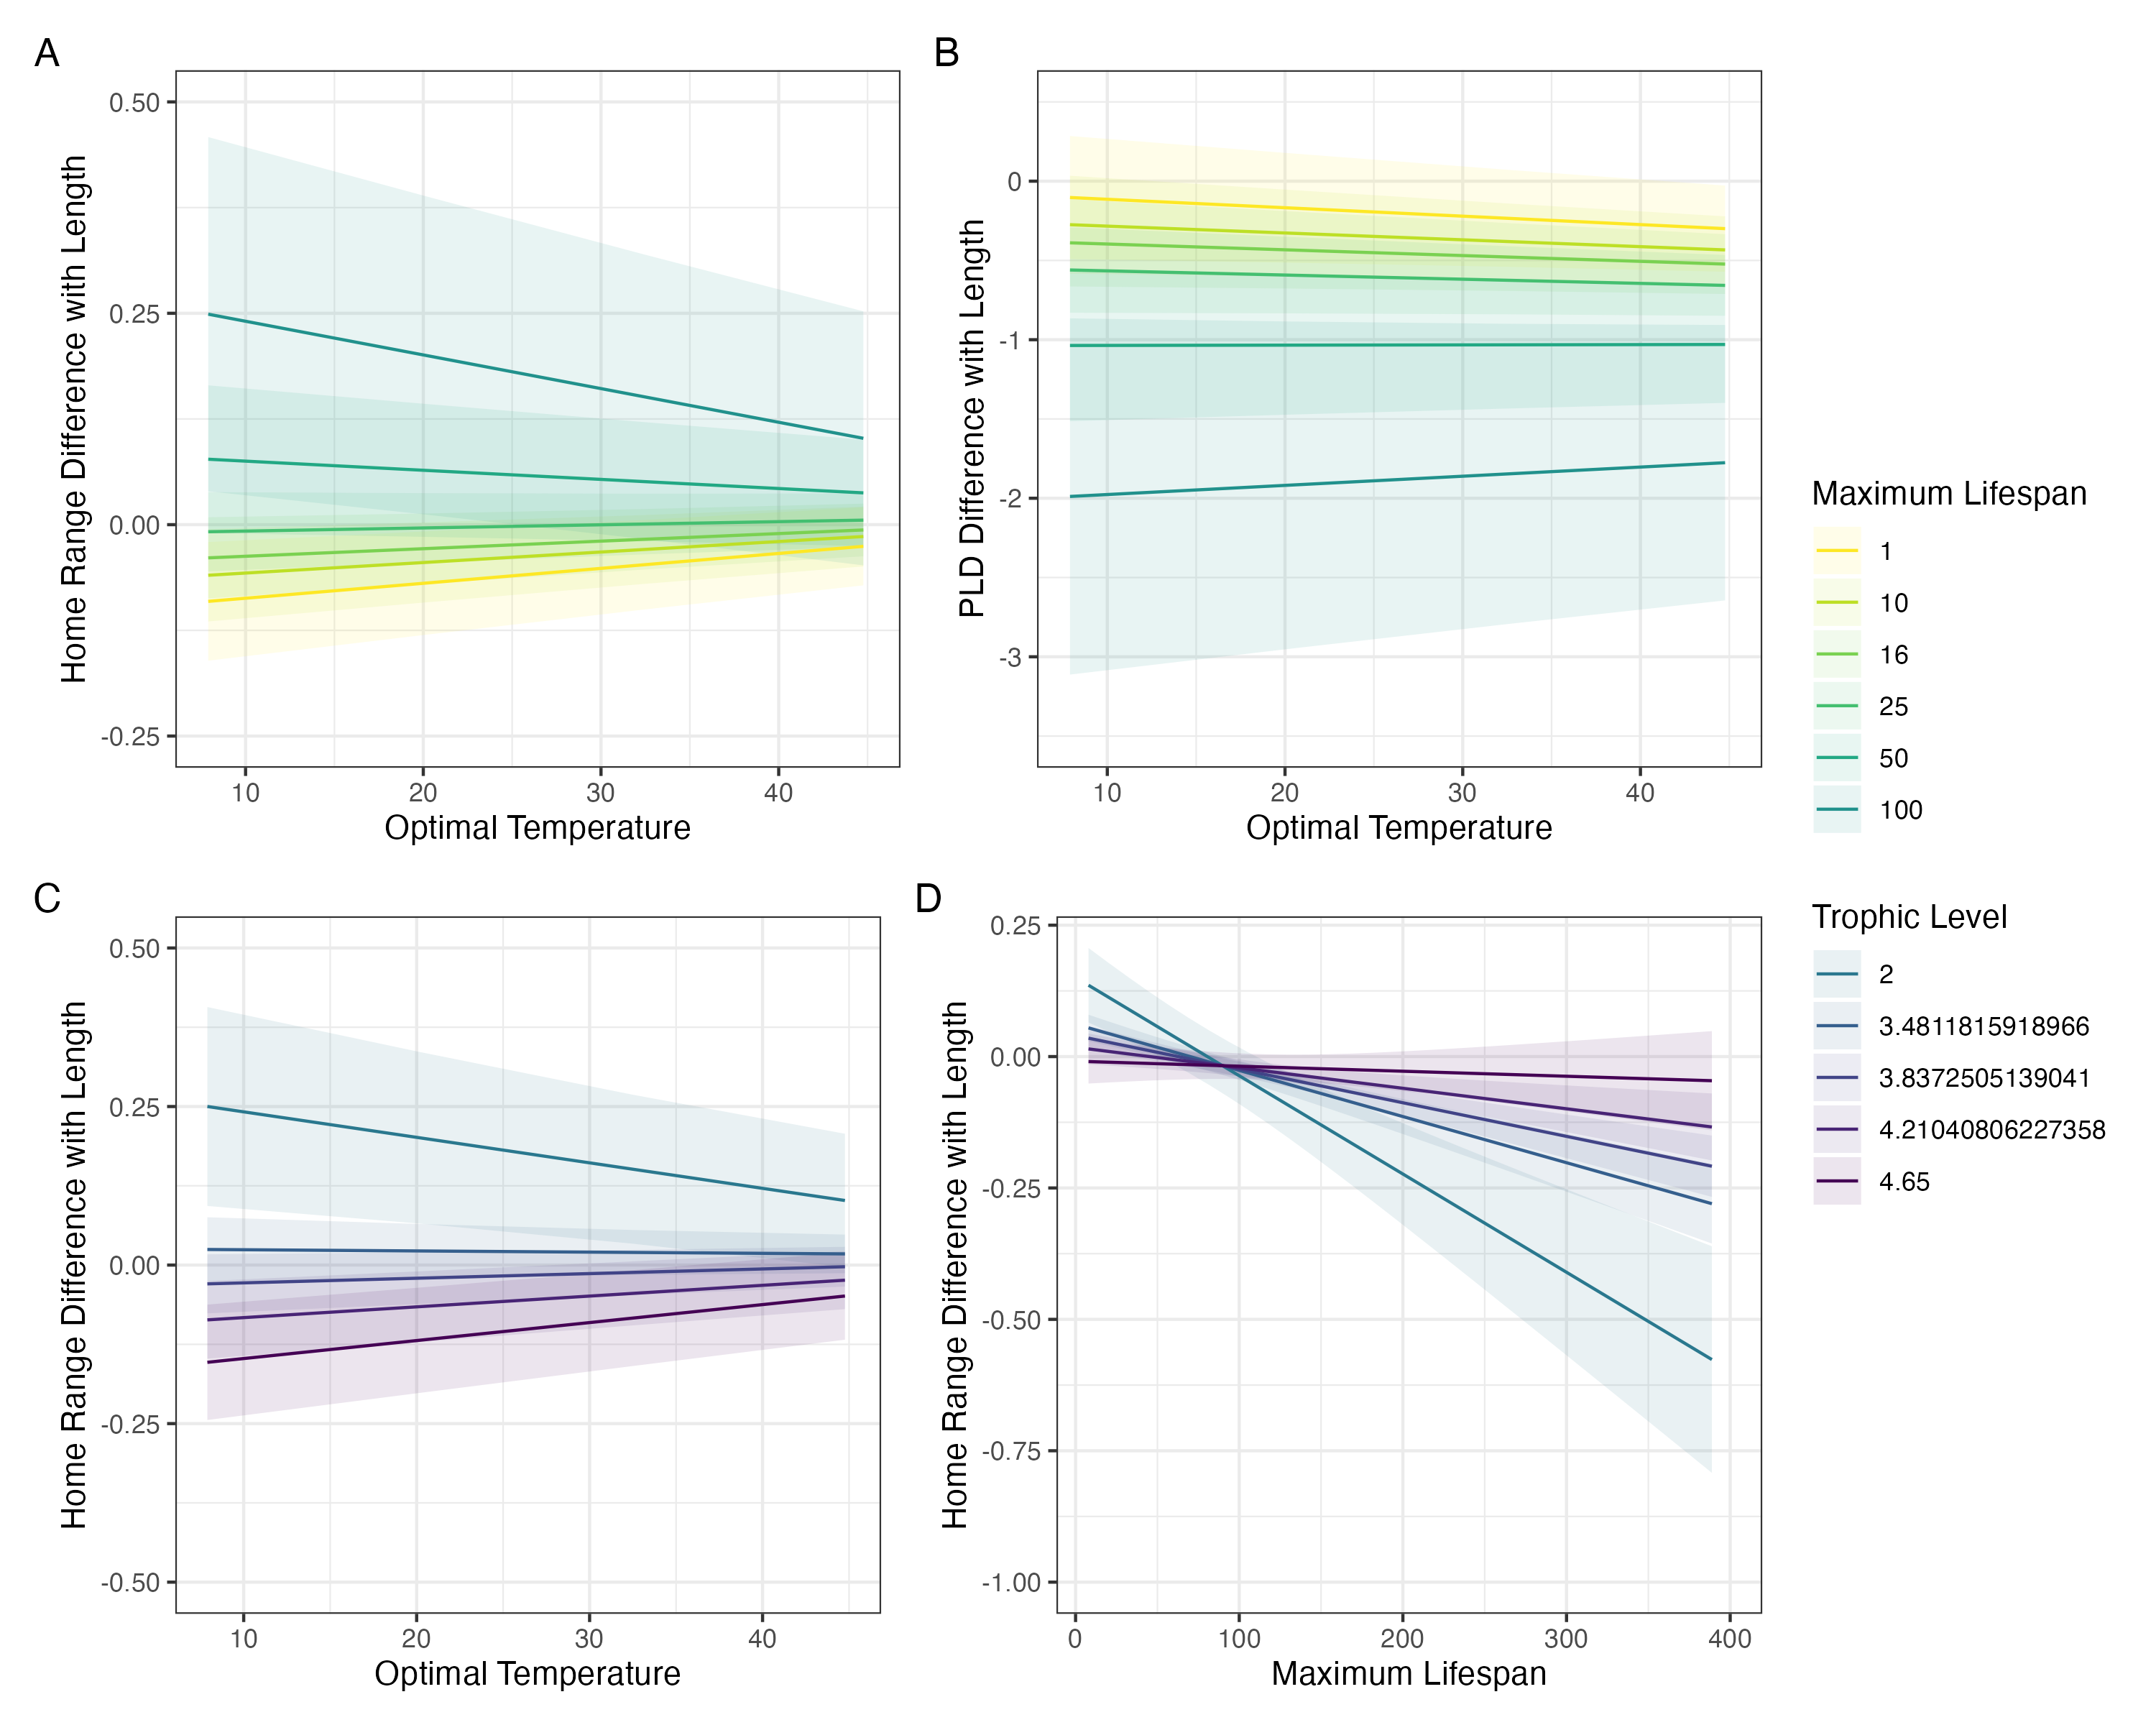 A
Home Range Difference with Length
0.50
0.25
0.00
-0.25
10 20 30 40
Optimal Temperature
B
PLD Difference with Length
0
-1
-2
-3
10 20 30 40
Optimal Temperature
Maximum Lifespan
1
10
16
25
50
100
C
Home Range Difference with Length
0.50
0.25
0.00
-0.25
-0.50
10 20 30 40
Optimal Temperature
D
Home Range Difference with Length
0.25
0.00
-0.25
-0.50
-0.75
-1.00
0 100 200 300 400
Maximum Lifespan
Trophic Level
2
3.4811815918966
3.8372505139041
4.21040806227358
4.65